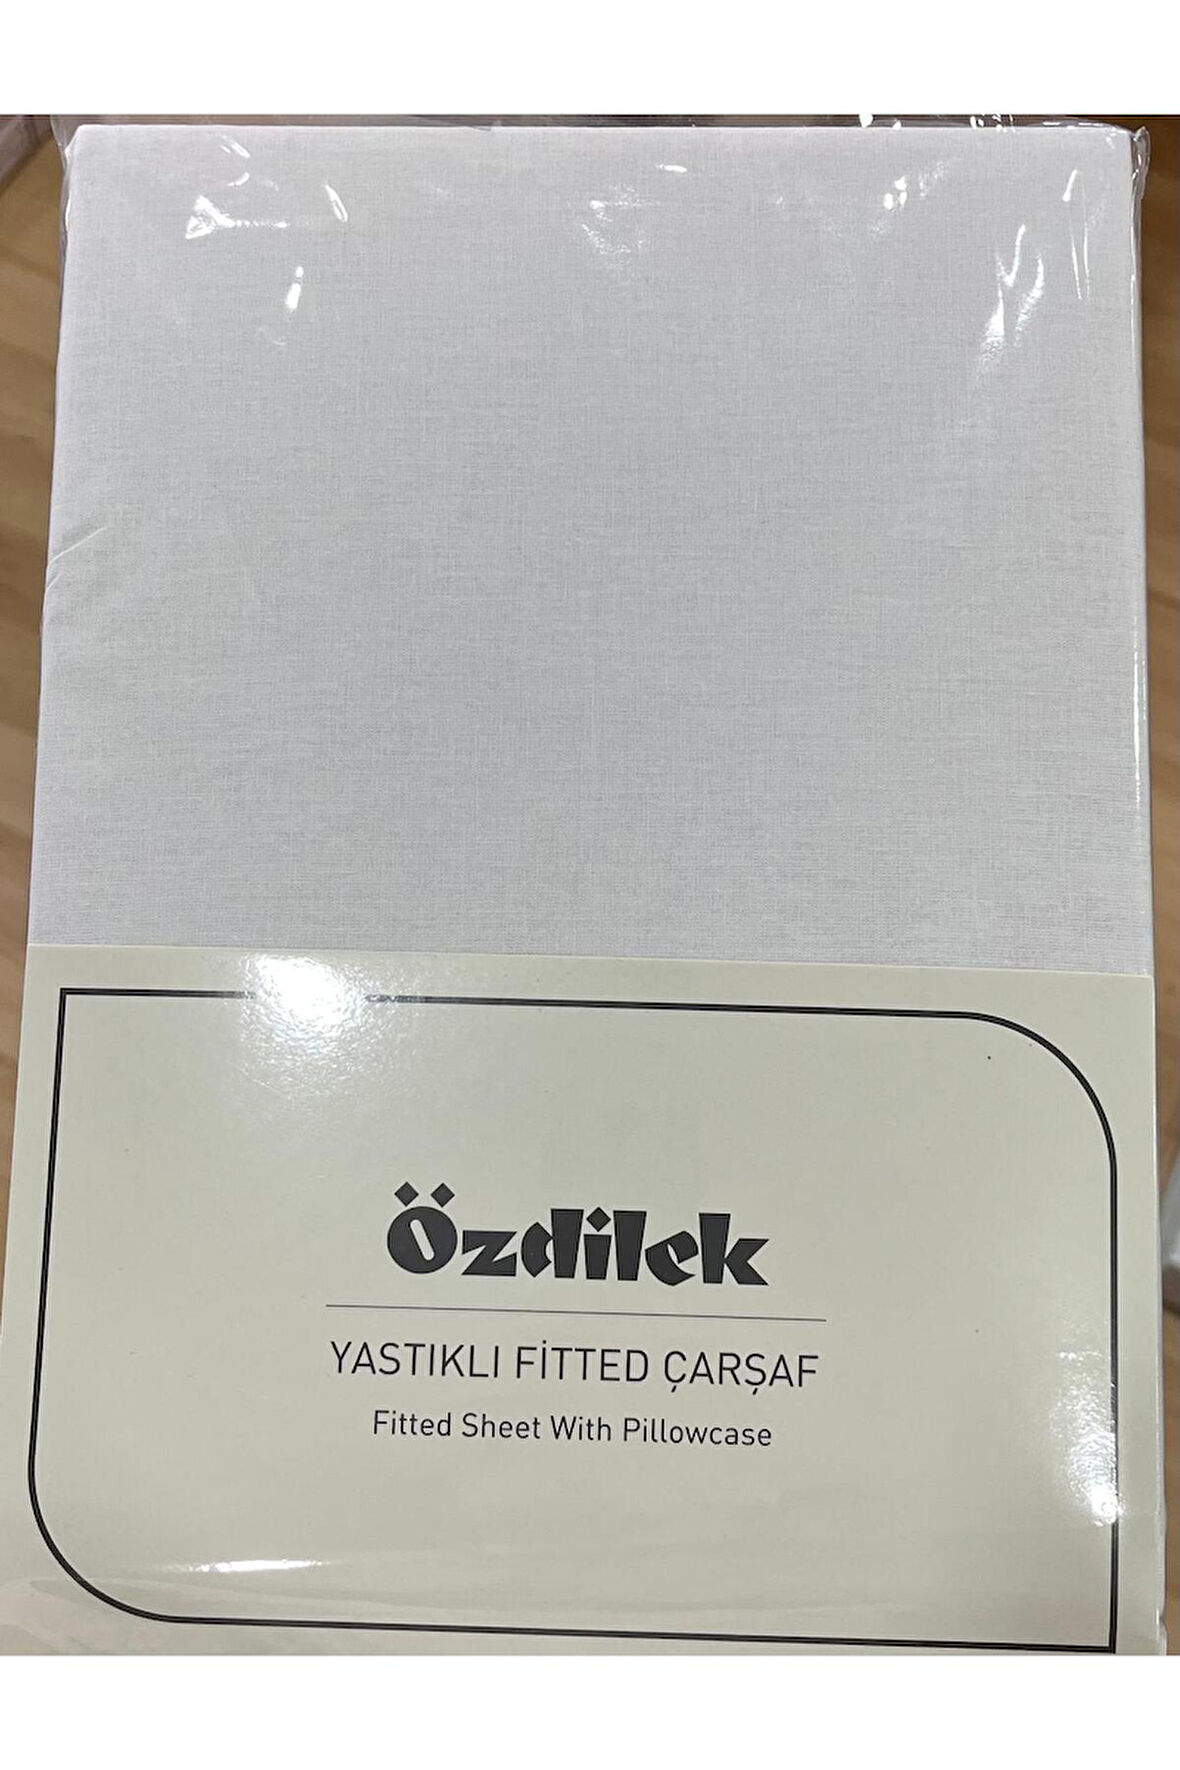 Özdilek
YASTIKLI FİTTED ÇARŞAF
Fitted Sheet With Pillowcase